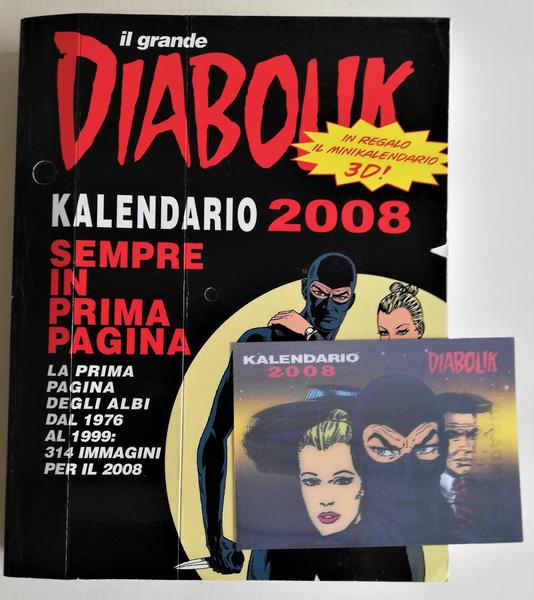 il grande
DIABOLIK
IN REGALO
IL MINIKALENDARIO
3D!
KALENDARIO 2008
SEMPRE
IN
PRIMA
PAGINA
LA PRIMA
PAGINA
DEGLI ALBI
DAL 1976
AL 1999:
314 IMMAGINI
PER IL 2008
KALENDARIO
2008
DIABOLIK